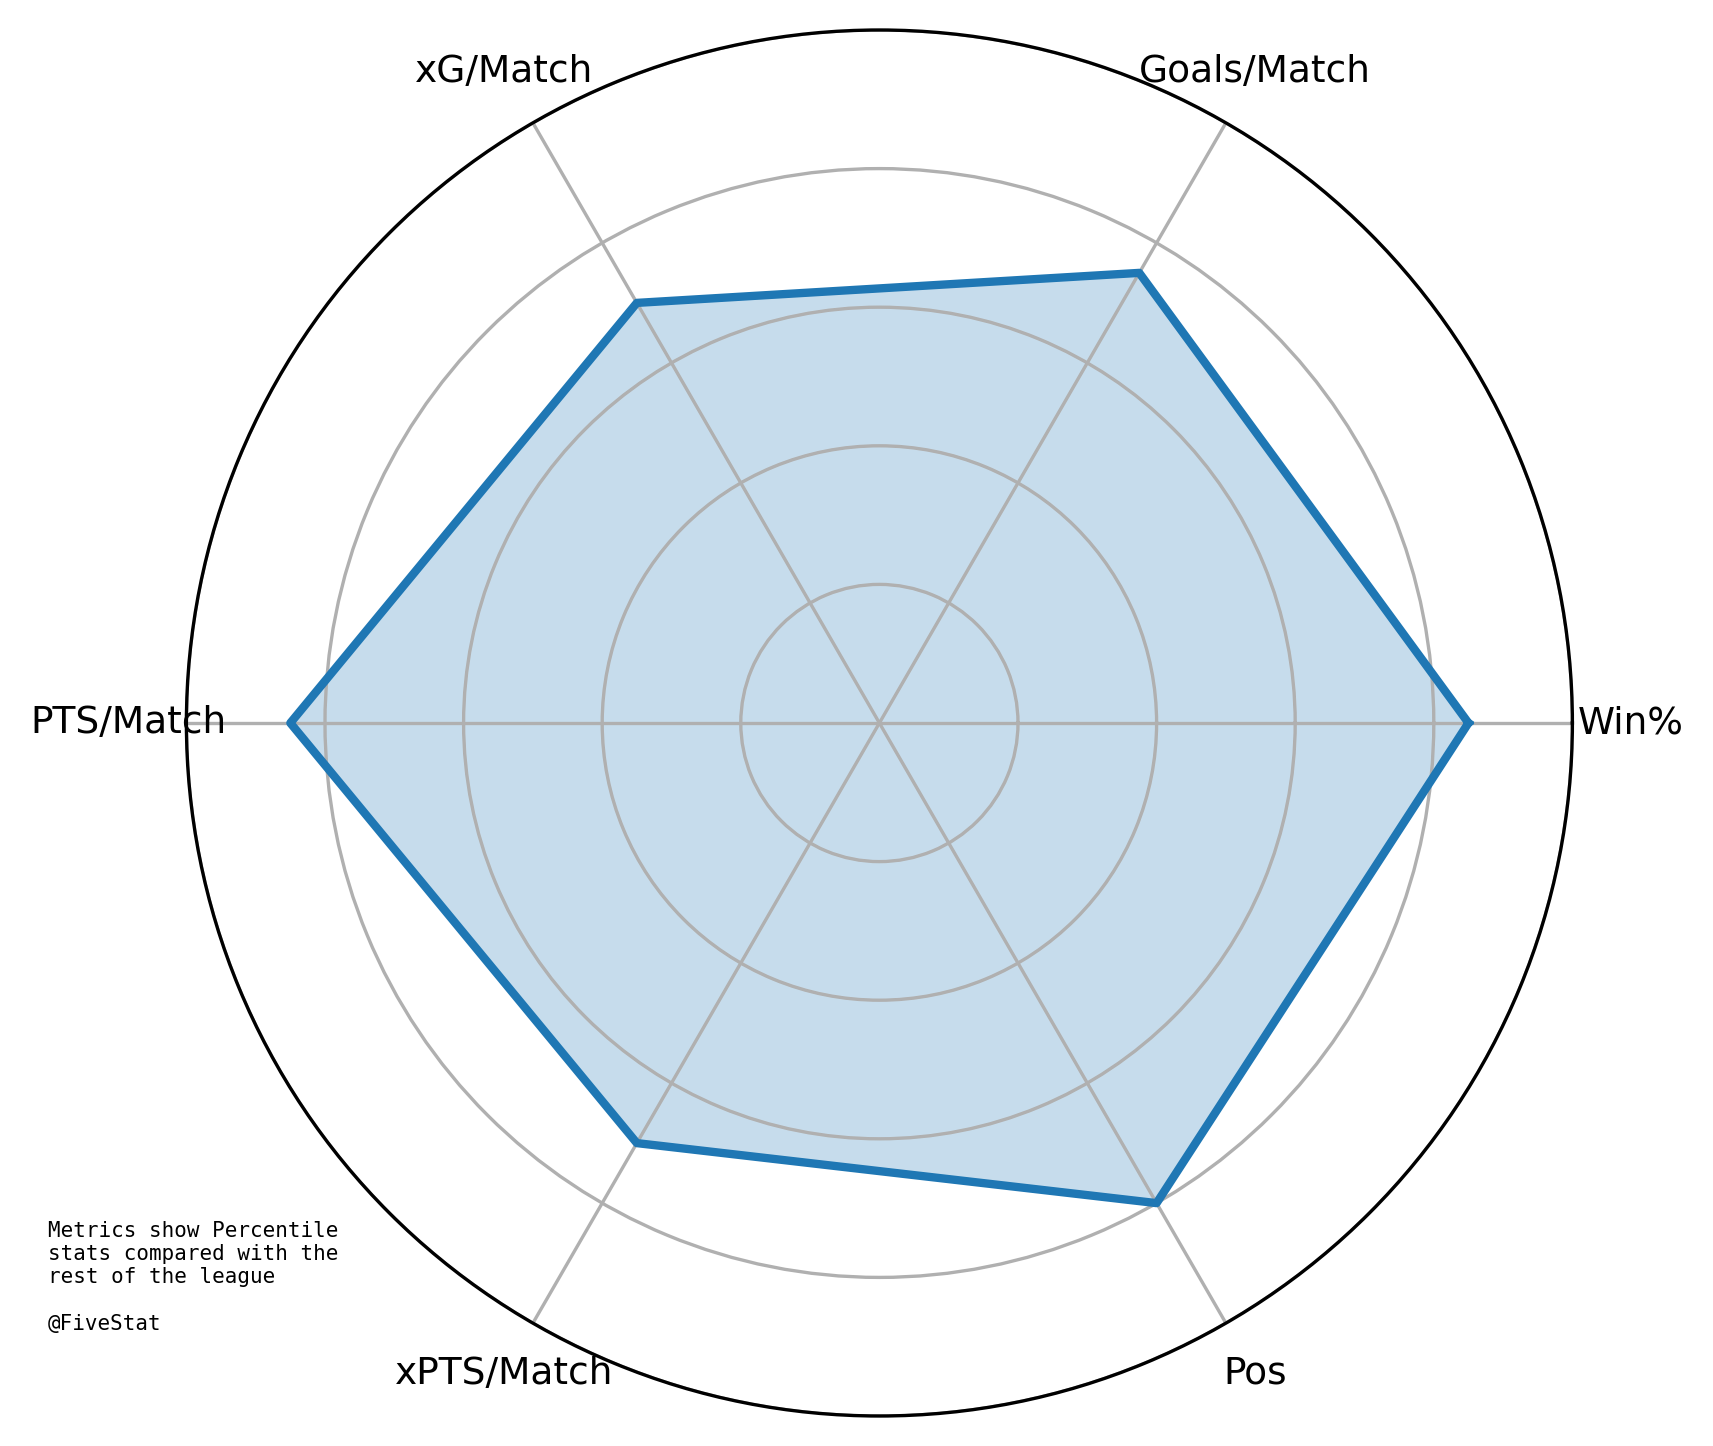 xG/Match
Goals/Match
PTS/Match
Win%
Metrics show Percentile
stats compared with the
rest of the league
@FiveStat
xPTS/Match
Pos